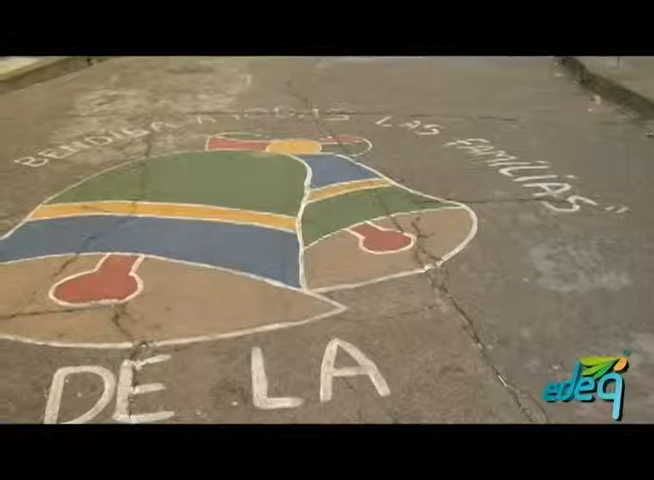 BENDIGA A TODAS LAS FAMILIAS"
DE LA
edeq